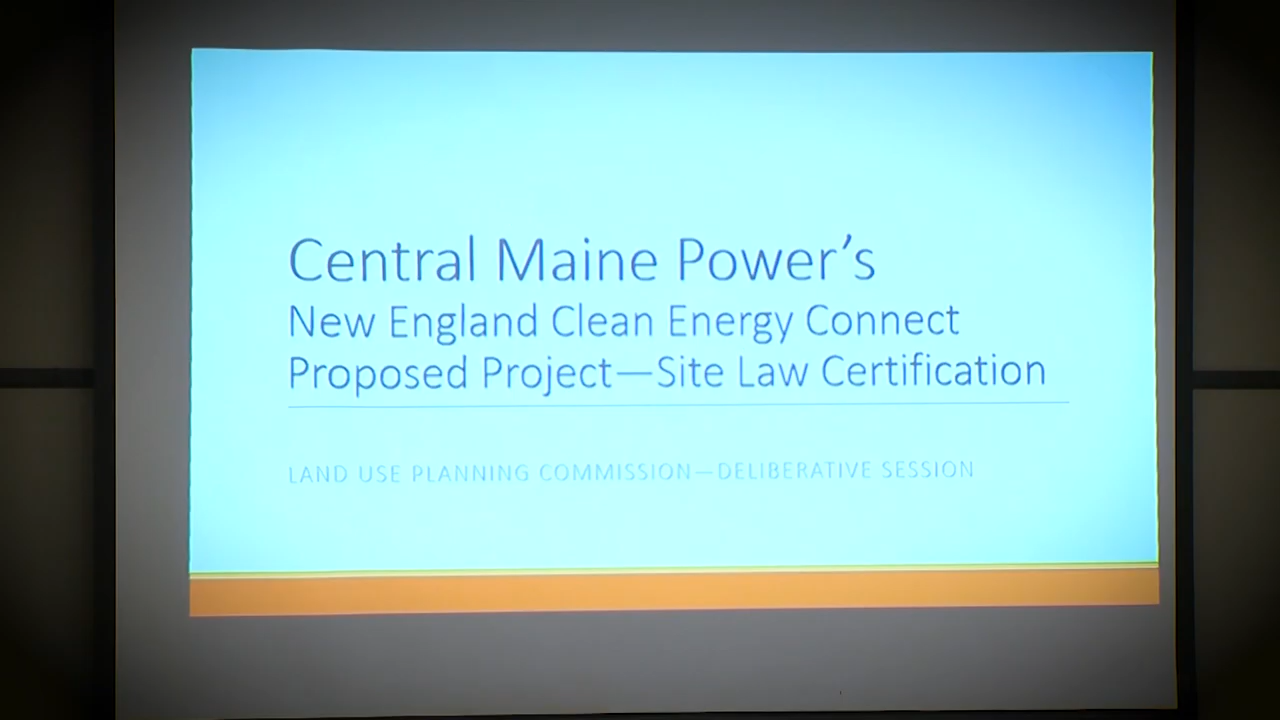 Central Maine Power's
New England Clean Energy Connect
Proposed Project—Site Law Certification
LAND USE PLANNING COMMISSION—DELIBERATIVE SESSION